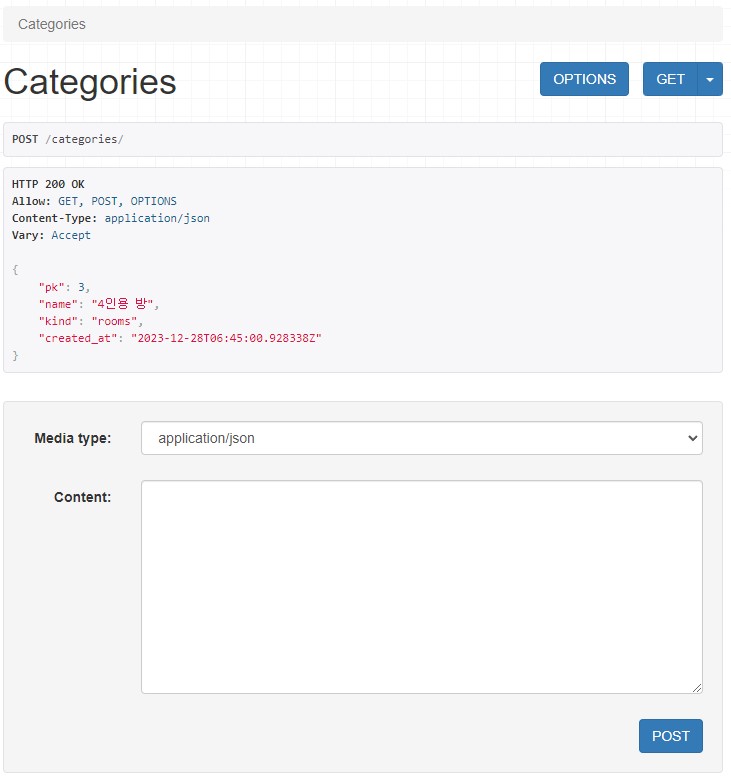 Categories
Categories
OPTIONS
GET
POST /categories/
HTTP 200 OK
Allow: GET, POST, OPTIONS
Content-Type: application/json
Vary: Accept
{
"pk": 3,
"name": "4인용 방",
"kind": "rooms",
"created_at": "2023-12-28T06:45:00.928338Z"
}
Media type:
application/json
Content:
POST